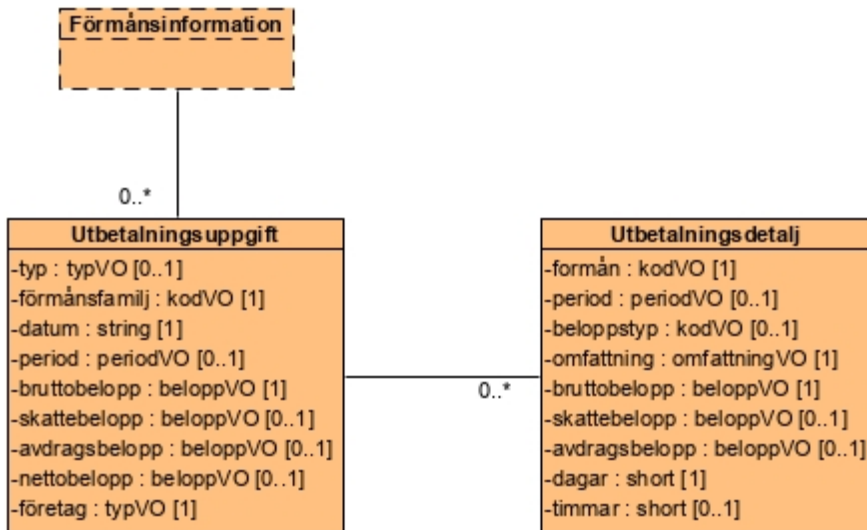 Förmånsinformation
0..*
Utbetalningsuppgift
-typ : typVO [0..1]
-förmånsfamilj : kodVO [1]
-datum : string [1]
-period : periodVO [0..1]
-bruttobelopp : beloppVO [1]
-skattebelopp : beloppVO [0..1]
-avdragsbelopp : beloppVO [0..1]
-nettobelopp : beloppVO [0..1]
-företag : typVO [1]
0..*
Utbetalningsdetalj
-formån : kodVO [1]
-period : periodVO [0..1]
-beloppstyp : kodVO [0..1]
-omfattning : omfattningVO [1]
-bruttobelopp : beloppVO [1]
-skattebelopp : beloppVO [0..1]
-avdragsbelopp : beloppVO [0..1]
-dagar : short [1]
-timmar : short [0..1]